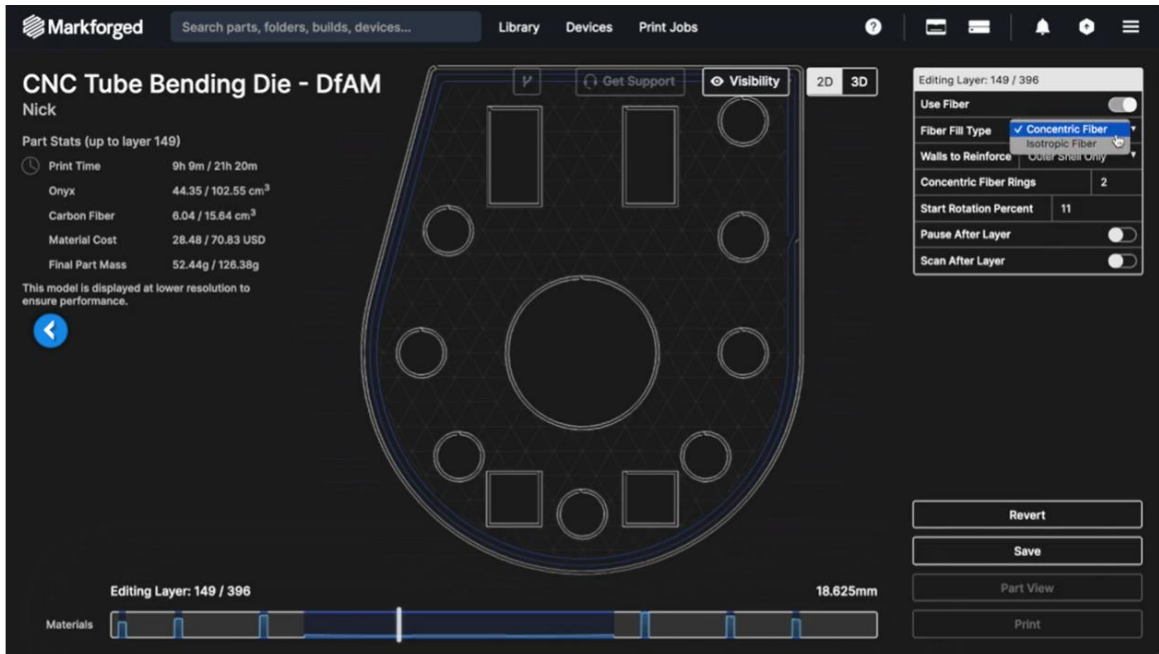 Markforged
Search parts, folders, builds, devices...
Library
Devices
Print Jobs
?
CNC Tube Bending Die - DfAM
Nick
Part Stats (up to layer 149)
Print Time 9h 9m / 21h 20m
Onyx 44.35 / 102.55 cm³
Carbon Fiber 6.04 / 15.64 cm³
Material Cost 28.48 / 70.83 USD
Final Part Mass 52.44g / 126.38g
This model is displayed at lower resolution to
ensure performance.
Get Support
Visibility
2D 3D
Editing Layer: 149 / 396
Use Fiber
Fiber Fill Type ✓ Concentric Fiber
Isotropic Fiber
Walls to Reinforce Outer Shell Only
Concentric Fiber Rings 2
Start Rotation Percent 11
Pause After Layer
Scan After Layer
Revert
Save
Part View
Print
Editing Layer: 149 / 396 18.625mm
Materials